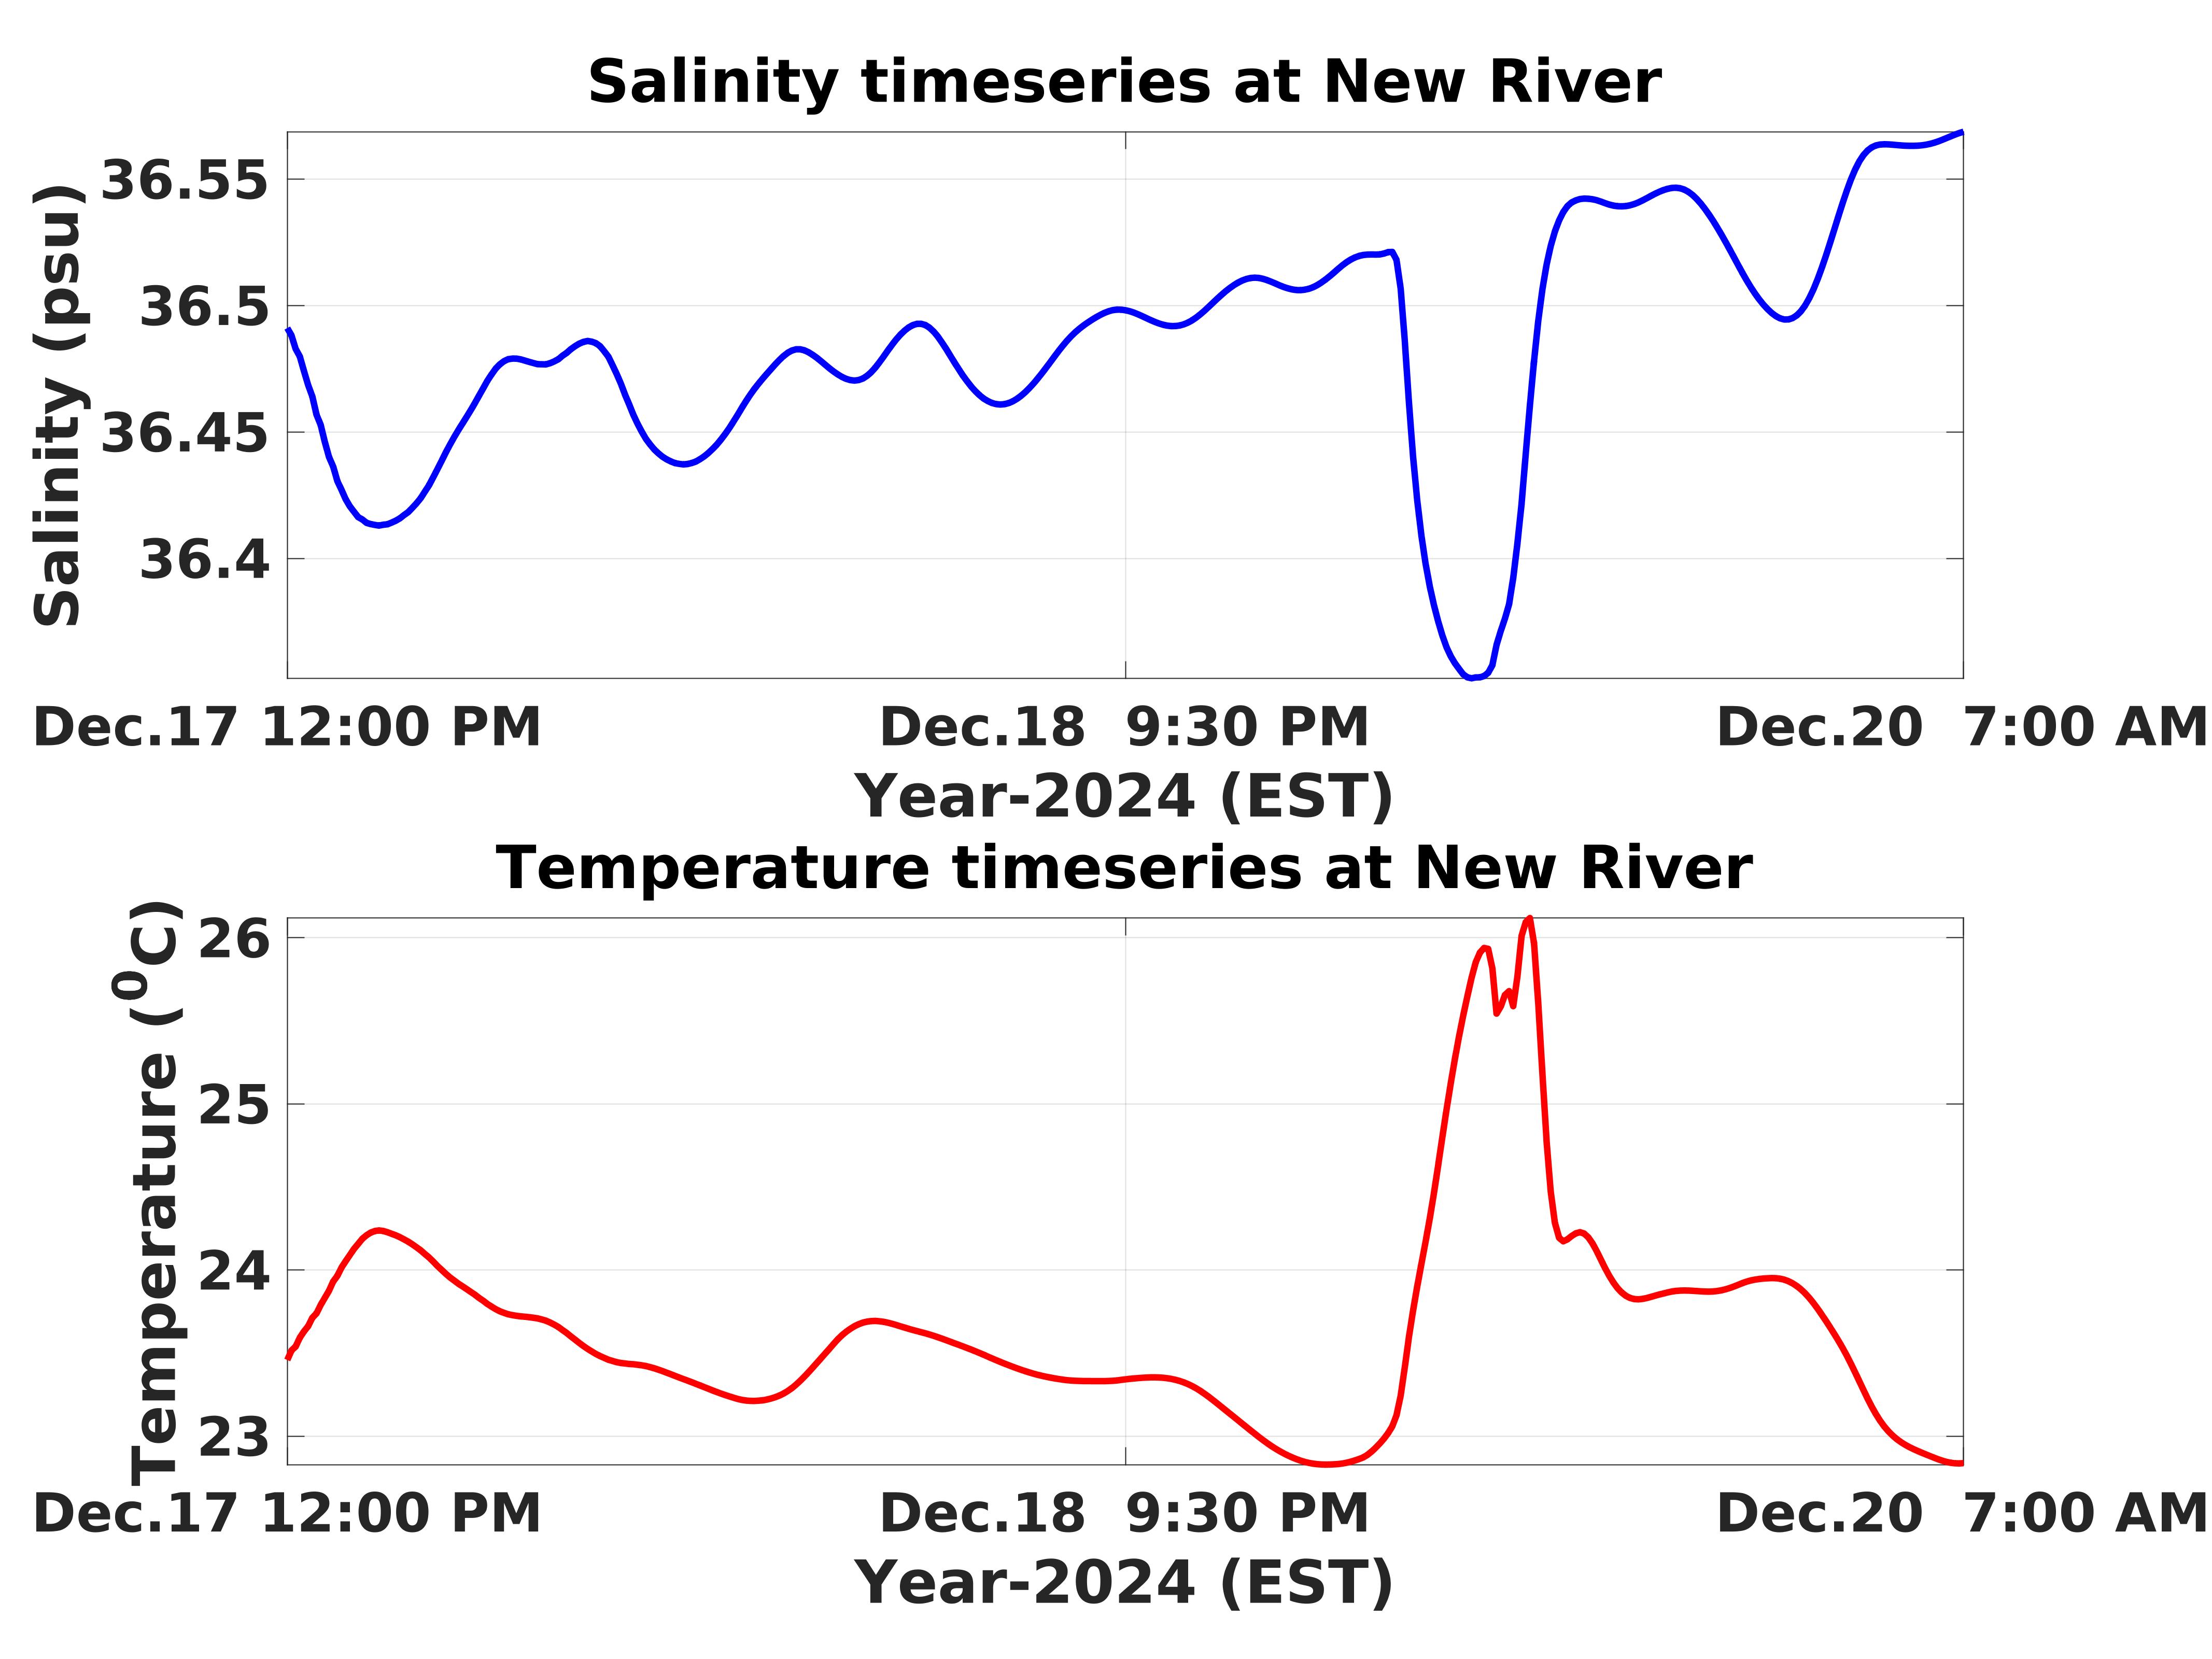 Salinity timeseries at New River
Salinity (psu)
36.55
36.5
36.45
36.4
Dec.17 12:00 PM Dec.18 9:30 PM Dec.20 7:00 AM
Year-2024 (EST)
Temperature timeseries at New River
Temperature (⁰C)
26
25
24
23
Dec.17 12:00 PM Dec.18 9:30 PM Dec.20 7:00 AM
Year-2024 (EST)